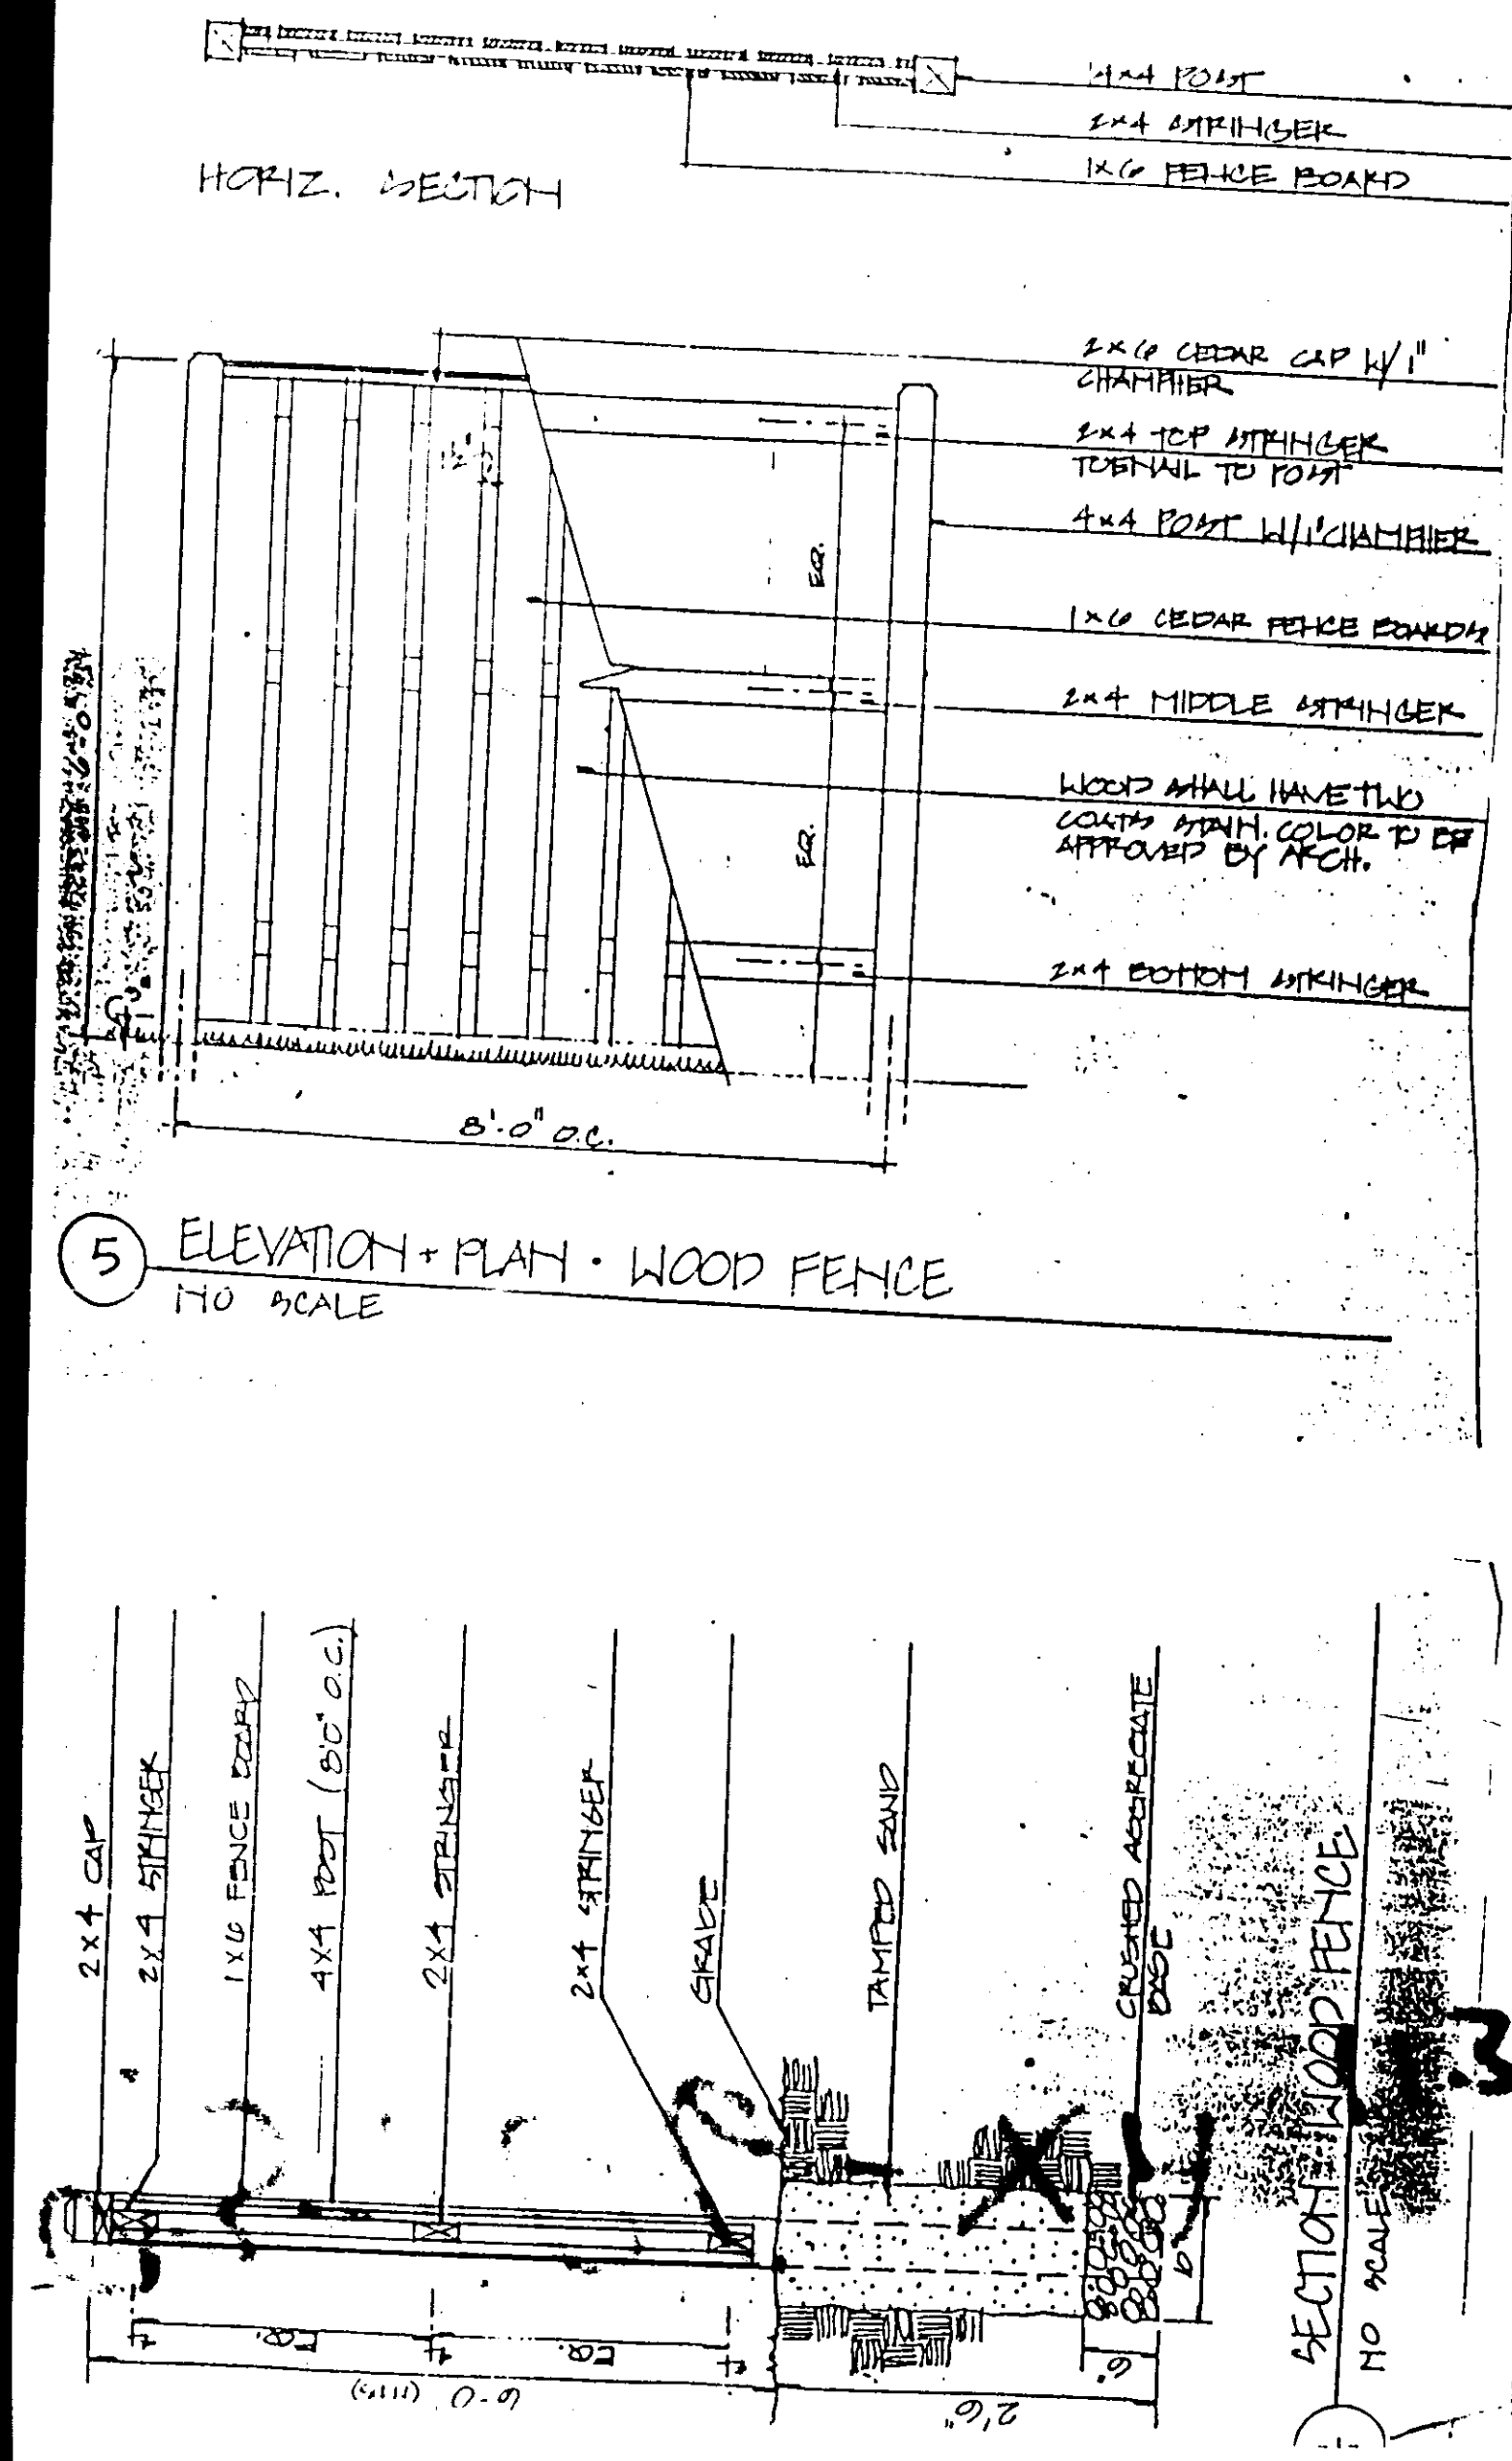 4x4 POST
2x4 STRINGER
1x6 FENCE BOARD
HORIZ. SECTION
2x6 CEDAR CAP W/1"
CHAMFER
2x4 TOP STRINGER
TOENAIL TO POST
4x4 POST W/1" CHAMFER
1x6 CEDAR FENCE BOARDS
2x4 MIDDLE STRINGER
WOOD SHALL HAVE TWO
COATS STAIN. COLOR TO BE
APPROVED BY ARCH.
2x4 BOTTOM STRINGER
EQ.
EQ.
8'-0" O.C.
5 ELEVATION + PLAN · WOOD FENCE
NO SCALE
2x4 CAP
2x4 STRINGER
1x6 FENCE BOARD
4x4 POST (8'0" O.C.)
2x4 STRINGER
2x4 STRINGER
GRADE
TAMPED SAND
CRUSHED AGGREGATE
BASE
EQ.
EQ.
6-0
2'6"
6"
SECTION WOOD FENCE
NO SCALE